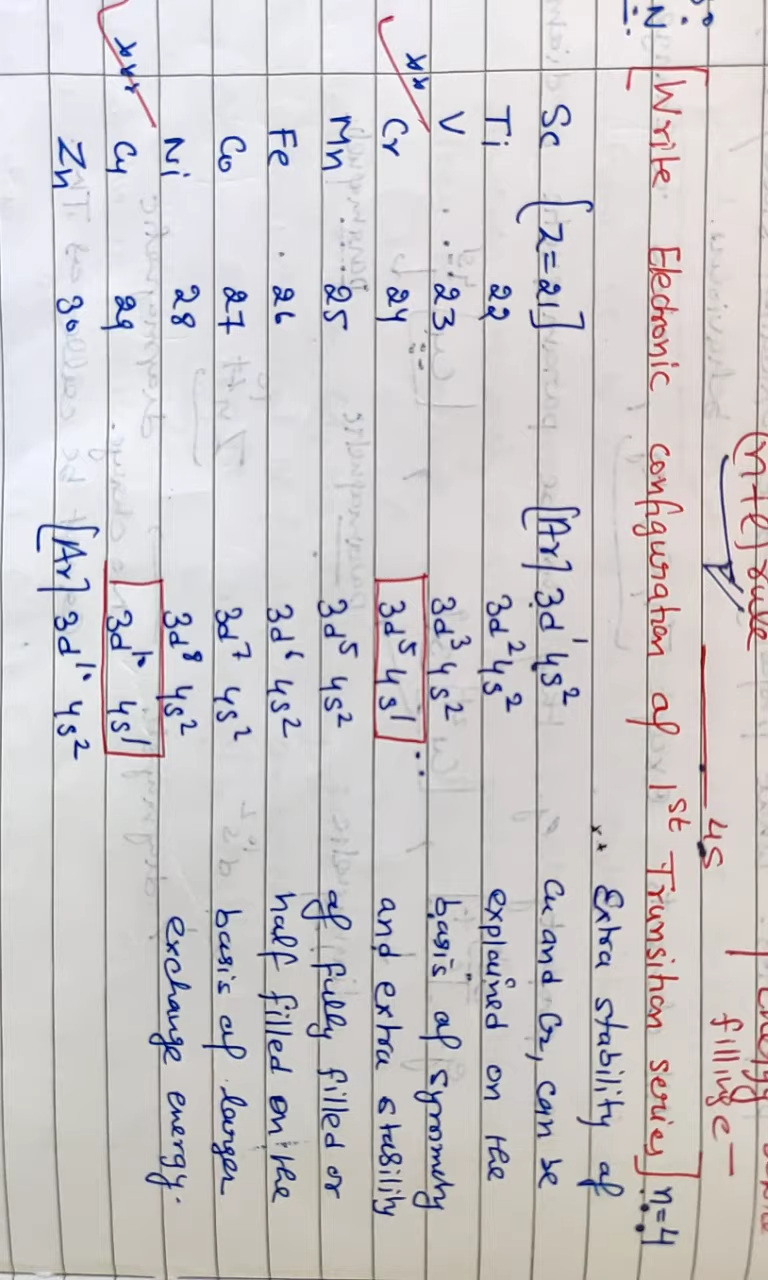 (n+l) rule
4s
filling e⁻
[Write Electronic configuration of 1st Transition series] n=4
Sc [Z=21] [Ar] 3d¹ 4s²
Ti 22 3d² 4s²
V 23 3d³ 4s²
** Cr 24 3d⁵ 4s¹
Mn 25 3d⁵ 4s²
Fe 26 3d⁶ 4s²
Co 27 3d⁷ 4s²
Ni 28 3d⁸ 4s²
*** Cu 29 3d¹⁰ 4s¹
Zn 30 [Ar] 3d¹⁰ 4s²
** Extra stability of
Cu and Cr, can be
explained on the
basis of symmetry
and extra stability
of fully filled or
half filled on the
basis of larger
exchange energy.